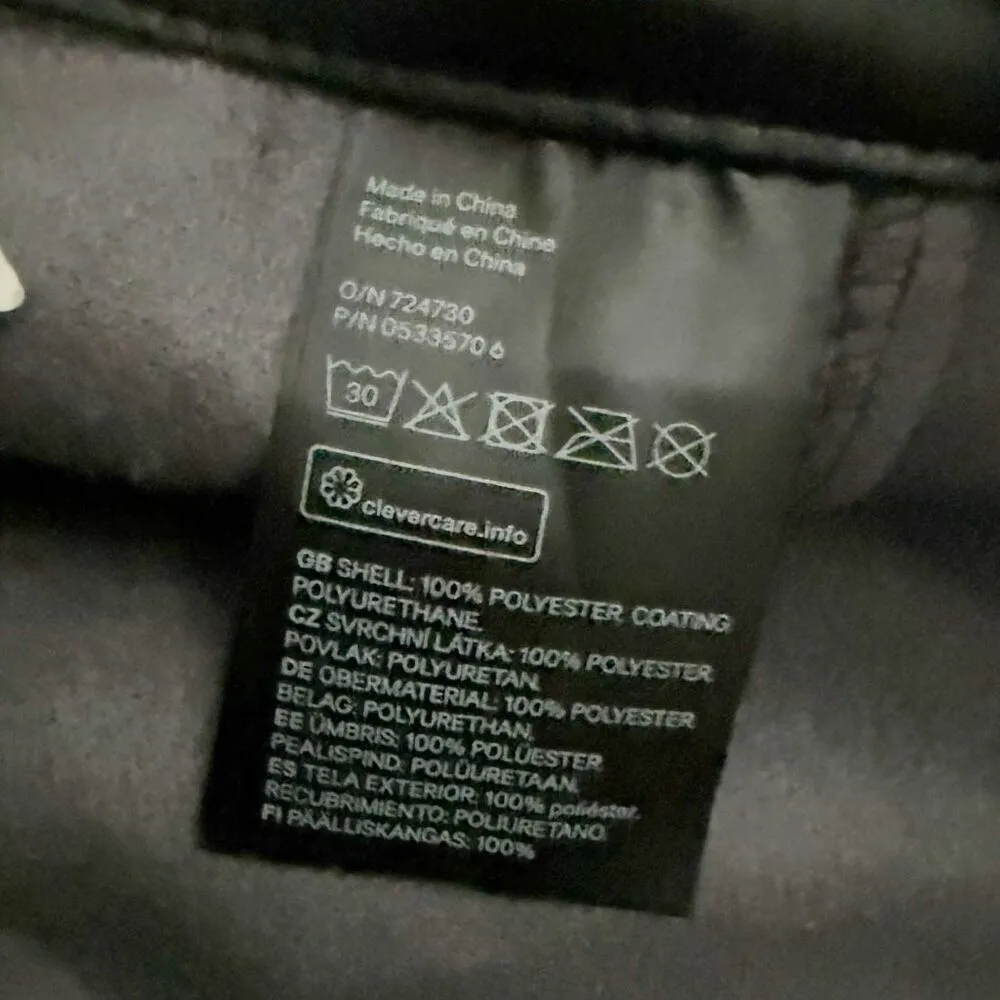 Made in China
Fabriqué en Chine
Hecho en China
O/N 724730
P/N 0533570 6
30
clevercare.info
GB SHELL: 100% POLYESTER. COATING:
POLYURETHANE.
CZ SVRCHNÍ LÁTKA: 100% POLYESTER.
POVLAK: POLYURETAN.
DE OBERMATERIAL: 100% POLYESTER.
BELAG: POLYURETHAN.
EE ÜMBRIS: 100% POLÜESTER.
PEALISPIND: POLÜURETAAN.
ES TELA EXTERIOR: 100% poliéster.
RECUBRIMIENTO: POLIURETANO.
FI PÄÄLLISKANGAS: 100%